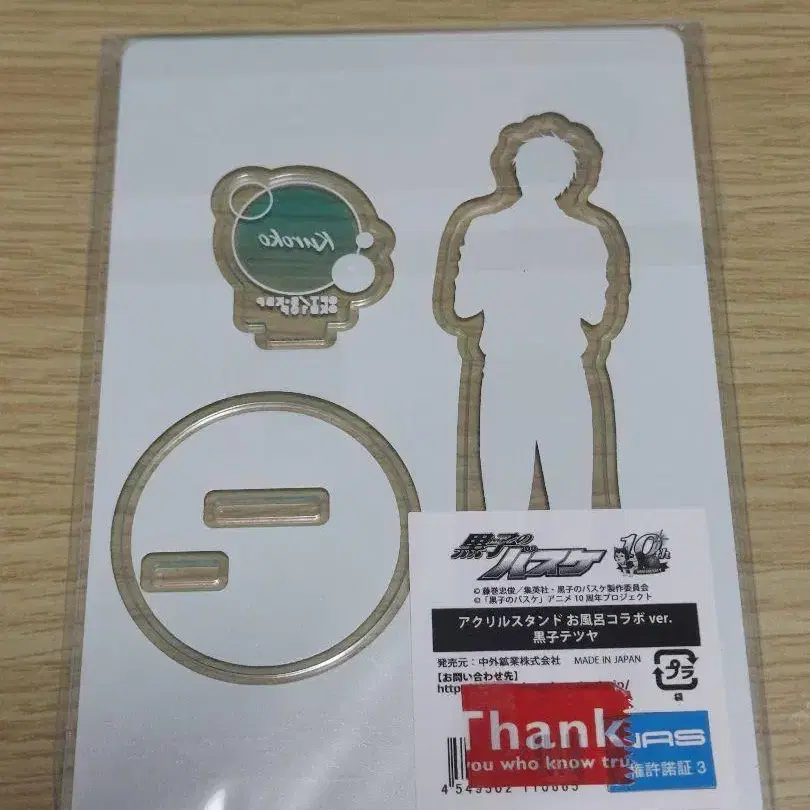 Kuroko
黒子の
バスケ
10th
© 藤巻忠俊／集英社・黒子のバスケ製作委員会
©「黒子のバスケ」アニメ 10 周年プロジェクト
アクリルスタンド お風呂コラボ ver.
黒子テツヤ
発売元：中外鉱業株式会社 MADE IN JAPAN
【お問い合わせ先】
プラ
袋
Thank
you who know
権許諾証 3